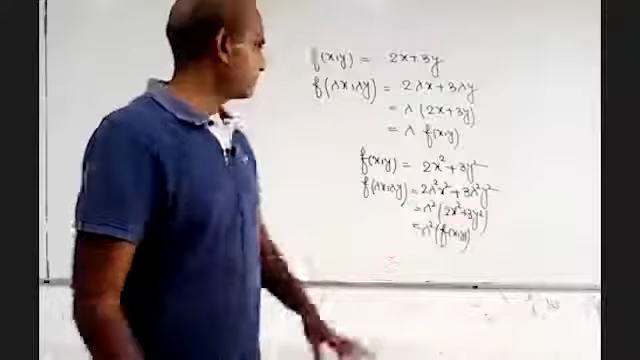 f(x,y) = 2x+3y
f(λx,λy) = 2λx+3λy
= λ (2x+3y)
= λ f(x,y)
f(x,y) = 2x²+3y²
f(λx,λy) = 2λ²x²+3λ²y²
= λ²(2x²+3y²)
= λ²(f(x,y))